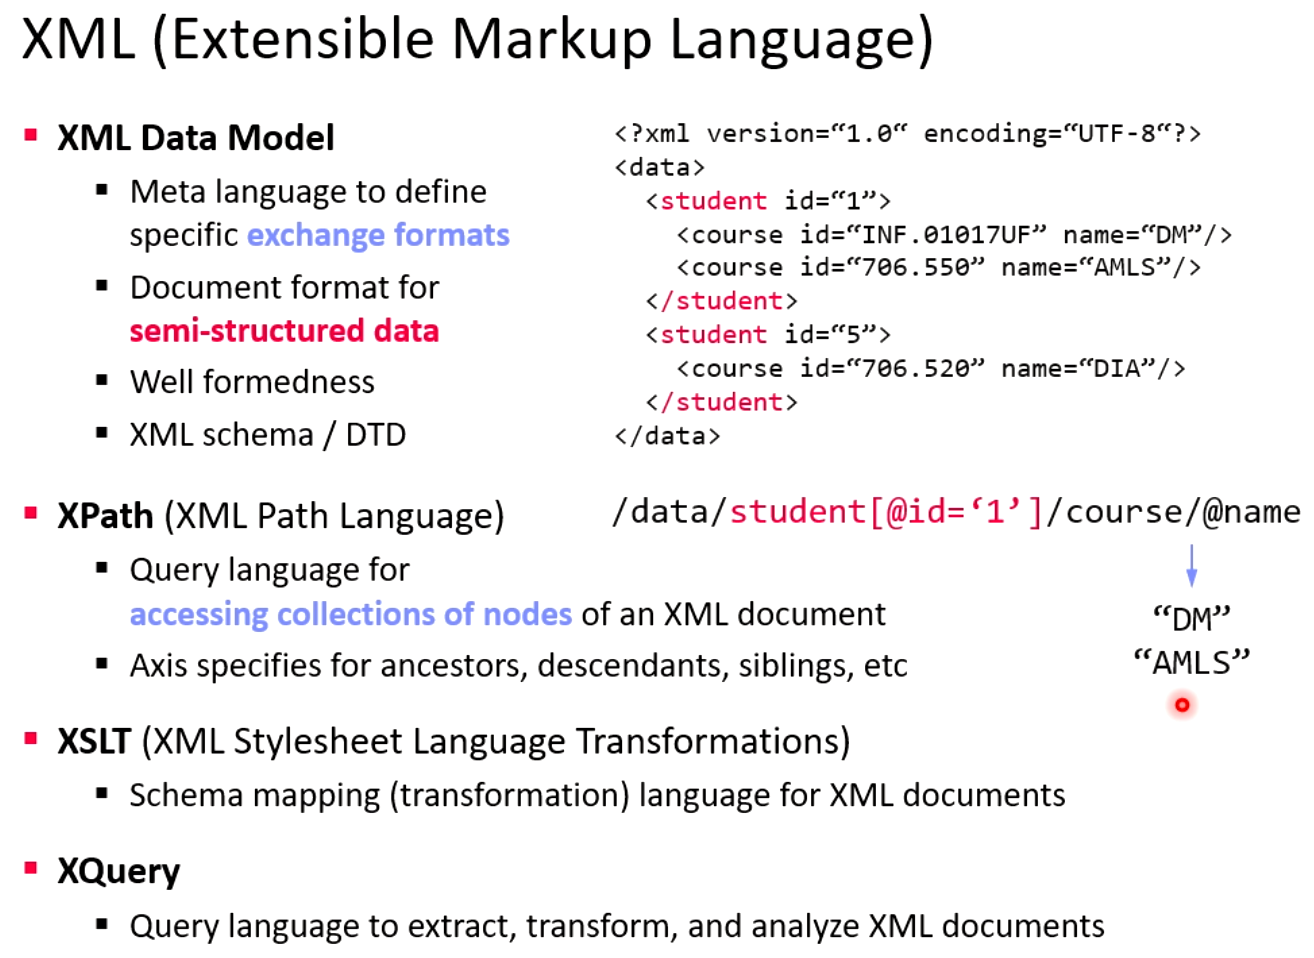 XML (Extensible Markup Language)
XML Data Model
Meta language to define
specific exchange formats
Document format for
semi-structured data
Well formedness
XML schema / DTD
<?xml version=“1.0“ encoding=“UTF-8“?>
<data>
<student id=“1”>
<course id=“INF.01017UF” name=“DM”/>
<course id=“706.550” name=“AMLS”/>
</student>
<student id=“5”>
<course id=“706.520” name=“DIA”/>
</student>
</data>
XPath (XML Path Language)
Query language for
accessing collections of nodes of an XML document
Axis specifies for ancestors, descendants, siblings, etc
/data/student[@id=‘1’]/course/@name
“DM”
“AMLS”
XSLT (XML Stylesheet Language Transformations)
Schema mapping (transformation) language for XML documents
XQuery
Query language to extract, transform, and analyze XML documents